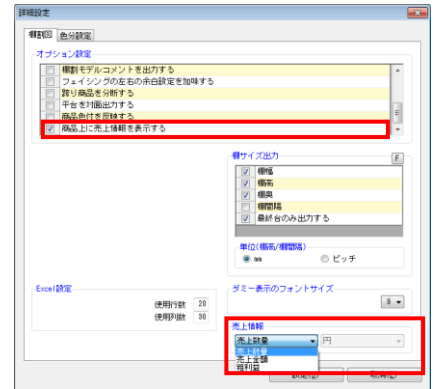 詳細設定
棚割図 色分設定
オプション設定
棚割モデルコメントを出力する
フェイシングの左右の余白設定を加味する
跨り商品を分断する
平台を対面出力する
商品色付き反映する
商品上に売上情報を表示する
棚サイズ出力 F
棚幅
棚高
棚奥
棚間隔
最終台のみ出力する
単位(棚高/棚間隔)
mm ピッチ
Excel設定
使用行数 20
使用列数 30
ダミー表示のフォントサイズ
8
売上情報
売上数量 円
売上数量
売上金額
粗利益